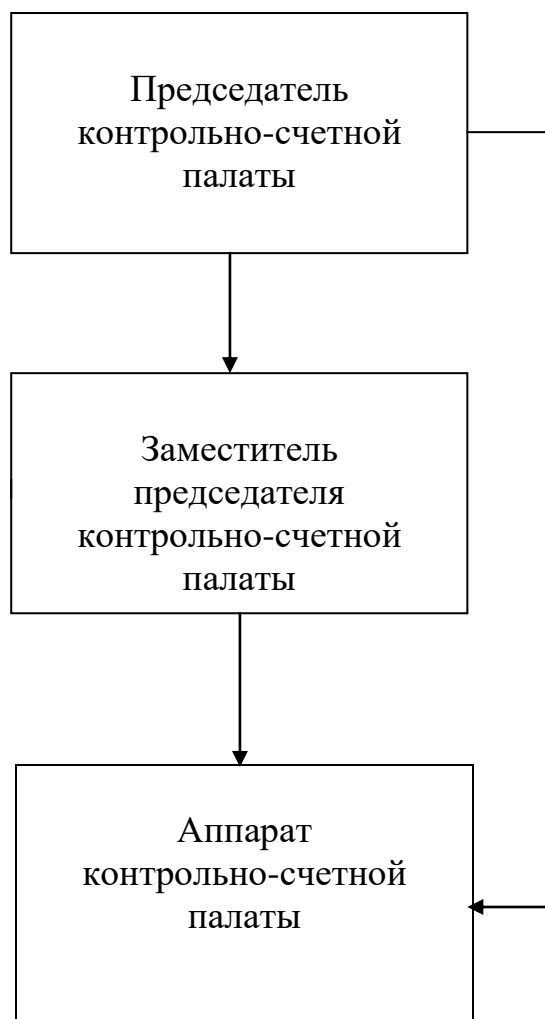 Председатель
контрольно-счетной
палаты
Заместитель
председателя
контрольно-счетной
палаты
Аппарат
контрольно-счетной
палаты